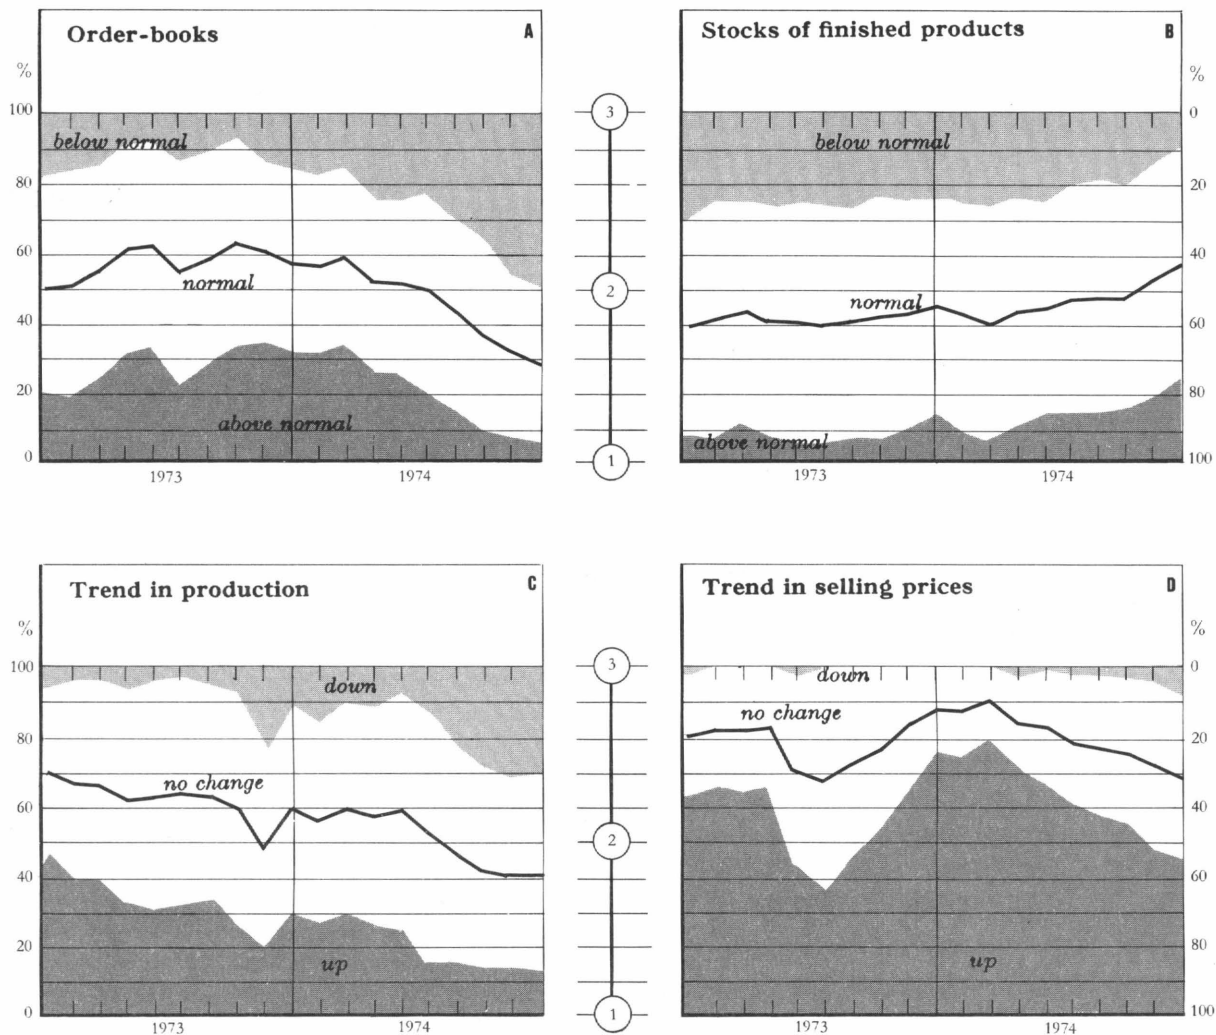 Order-books A
%
100
80
60
40
20
0
below normal
normal
above normal
1973 1974
3
2
1
Stocks of finished products B
%
0
20
40
60
80
100
below normal
normal
above normal
1973 1974
Trend in production C
%
100
80
60
40
20
0
down
no change
up
1973 1974
3
2
1
Trend in selling prices D
%
0
20
40
60
80
100
down
no change
up
1973 1974